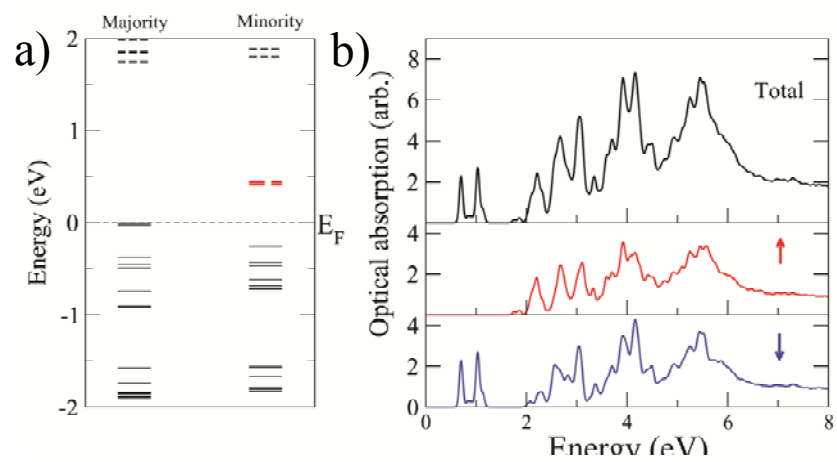 a)
Majority
Minority
2
1
0
-1
-2
Energy (eV)
E_F
b)
Optical absorption (arb.)
8
6
4
2
Total
4
2
↑
4
2
0
↓
0
2
4
6
8
Energy (eV)